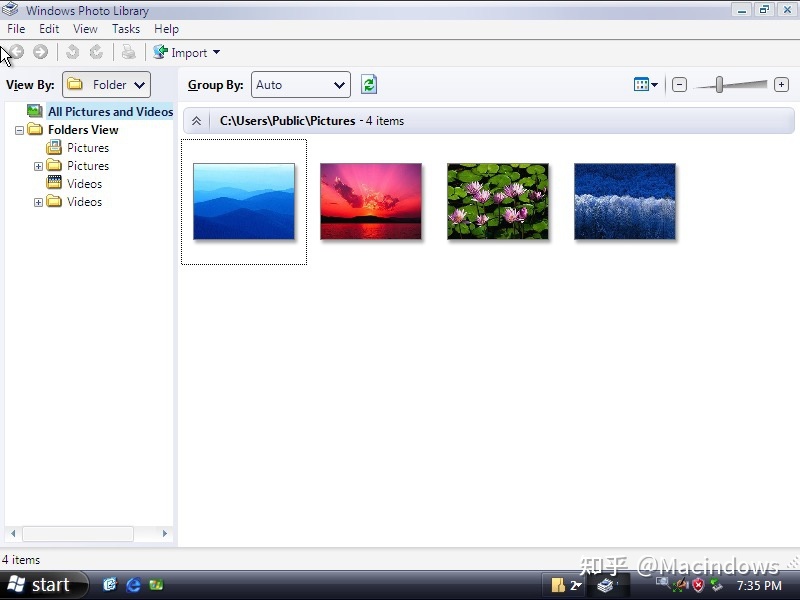 Windows Photo Library
File Edit View Tasks Help
Import
View By: Folder Group By: Auto
All Pictures and Videos
Folders View
Pictures
Pictures
Videos
Videos
C:\Users\Public\Pictures - 4 items
4 items
知乎 @Macindows
start 2 7:35 PM